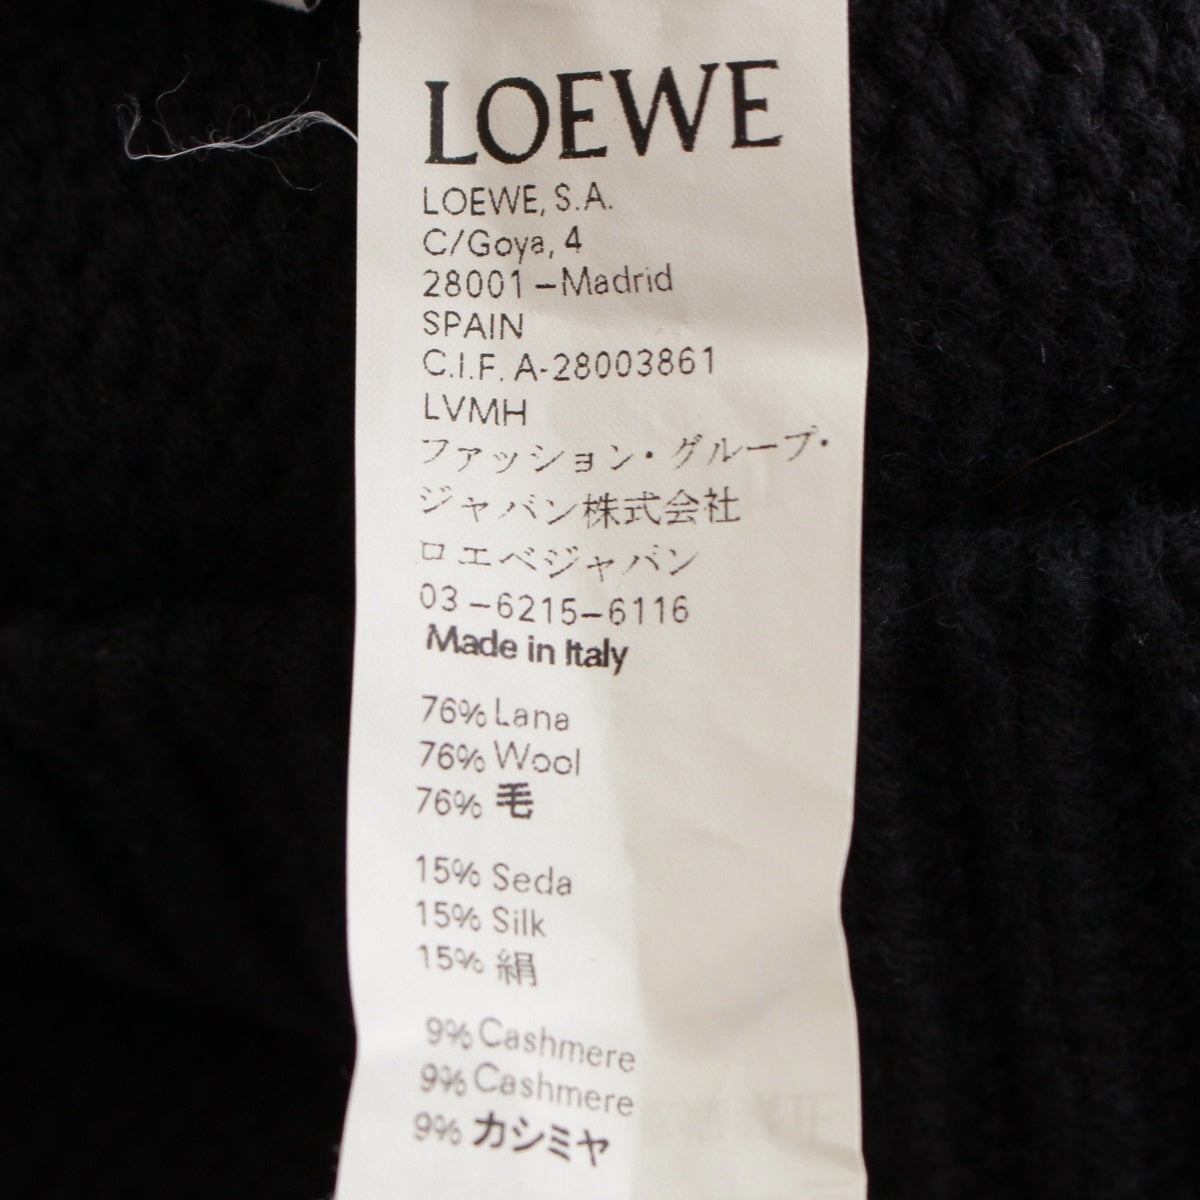 LOEWE
LOEWE, S.A.
C/Goya, 4
28001 – Madrid
SPAIN
C.I.F. A-28003861
LVMH
ファッション・グループ・
ジャパン株式会社
ロエベジャパン
03–6215–6116
Made in Italy
76% Lana
76% Wool
76% 毛
15% Seda
15% Silk
15% 絹
9% Cashmere
9% Cashmere
9% カシミヤ